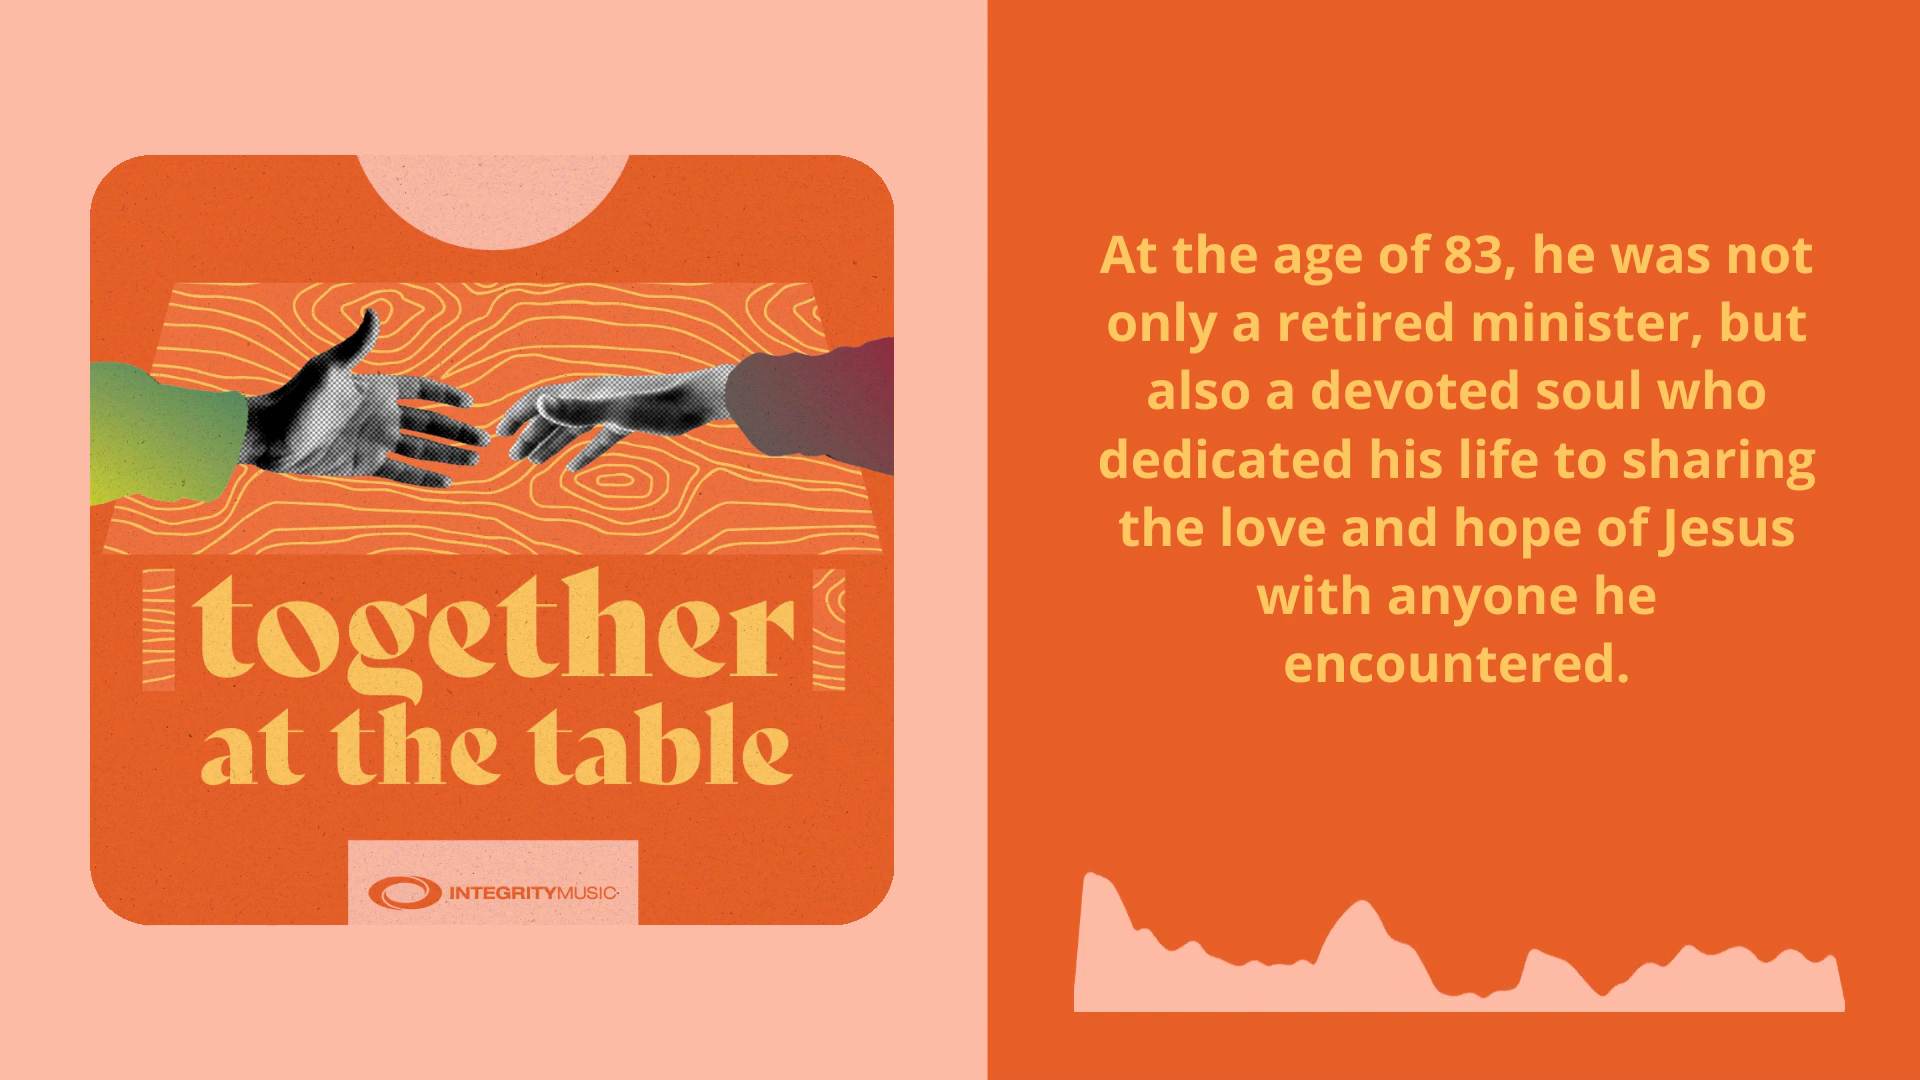 together
at the table
INTEGRITYMUSIC
At the age of 83, he was not
only a retired minister, but
also a devoted soul who
dedicated his life to sharing
the love and hope of Jesus
with anyone he
encountered.